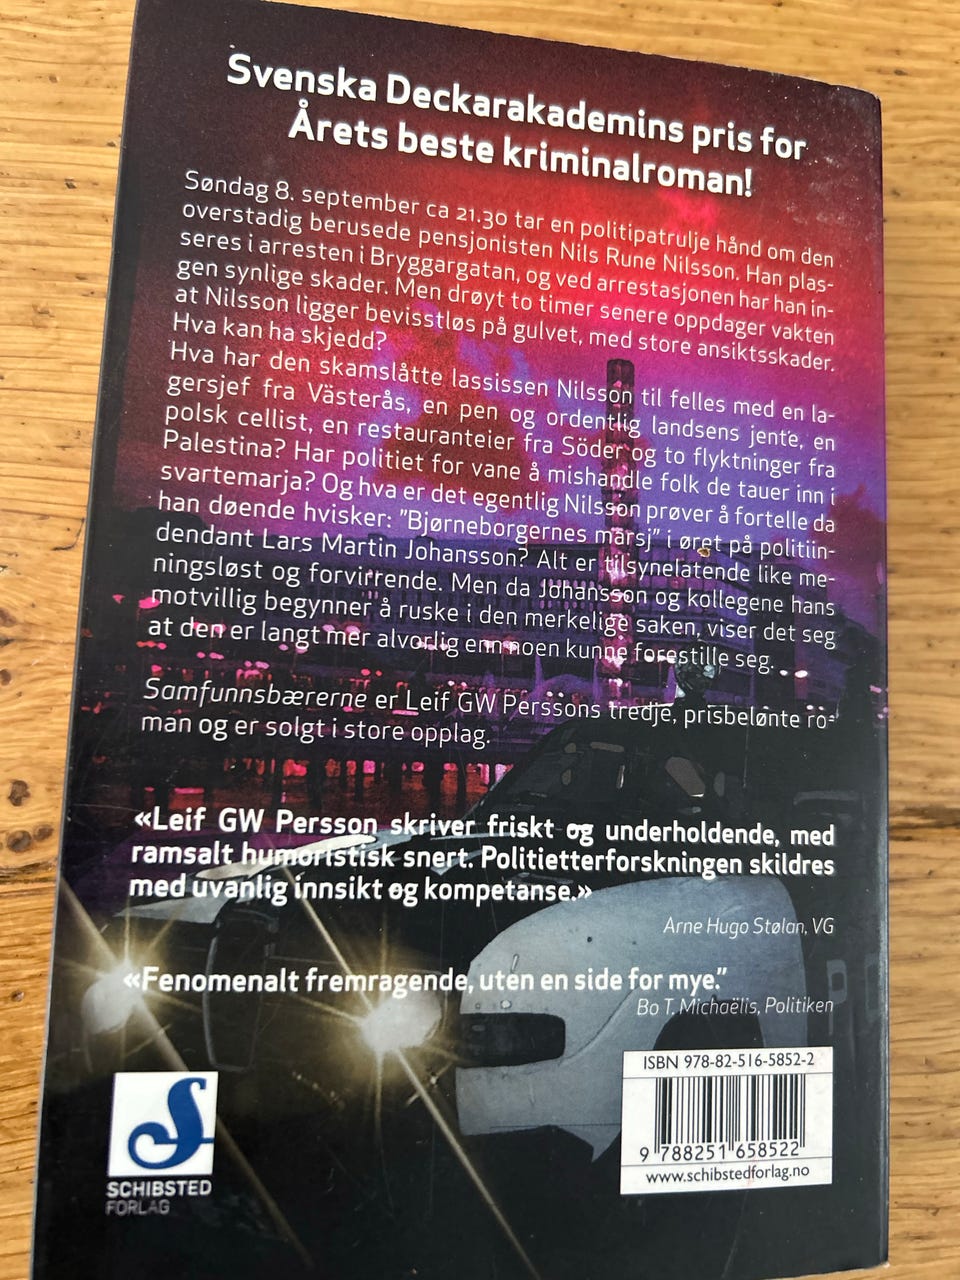 Svenska Deckarakademins pris for
Årets beste kriminalroman!
Søndag 8. september ca 21.30 tar en politipatrulje hånd om den
overstadig berusede pensjonisten Nils Rune Nilsson. Han plas-
seres i arresten i Bryggargatan, og ved arrestasjonen har han in-
gen synlige skader. Men drøyt to timer senere oppdager vakten
at Nilsson ligger bevisstløs på gulvet, med store ansiktsskader.
Hva kan ha skjedd?
Hva har den skamslåtte lassissen Nilsson til felles med en la-
gersjef fra Västerås, en pen og ordentlig landsens jente, en
polsk cellist, en restauranteier fra Söder og to flyktninger fra
Palestina? Har politiet for vane å mishandle folk de tauer inn i
svartemarja? Og hva er det egentlig Nilsson prøver å fortelle da
han døende hvisker: "Bjørneborgernes marsj" i øret på politiin-
dendant Lars Martin Johansson? Alt er tilsynelatende like me-
ningsløst og forvirrende. Men da Johansson og kollegene hans
motvillig begynner å ruske i den merkelige saken, viser det seg
at den er langt mer alvorlig enn noen kunne forestille seg.
Samfunnsbærerne er Leif GW Perssons tredje, prisbelønte ro-
man og er solgt i store opplag.
«Leif GW Persson skriver friskt og underholdende, med
ramsalt humoristisk snert. Politietterforskningen skildres
med uvanlig innsikt og kompetanse.»
Arne Hugo Stølan, VG
«Fenomenalt fremragende, uten en side for mye."
Bo T. Michaëlis, Politiken
ISBN 978-82-516-5852-2
9 788251 658522
www.schibstedforlag.no
S
SCHIBSTED
FORLAG